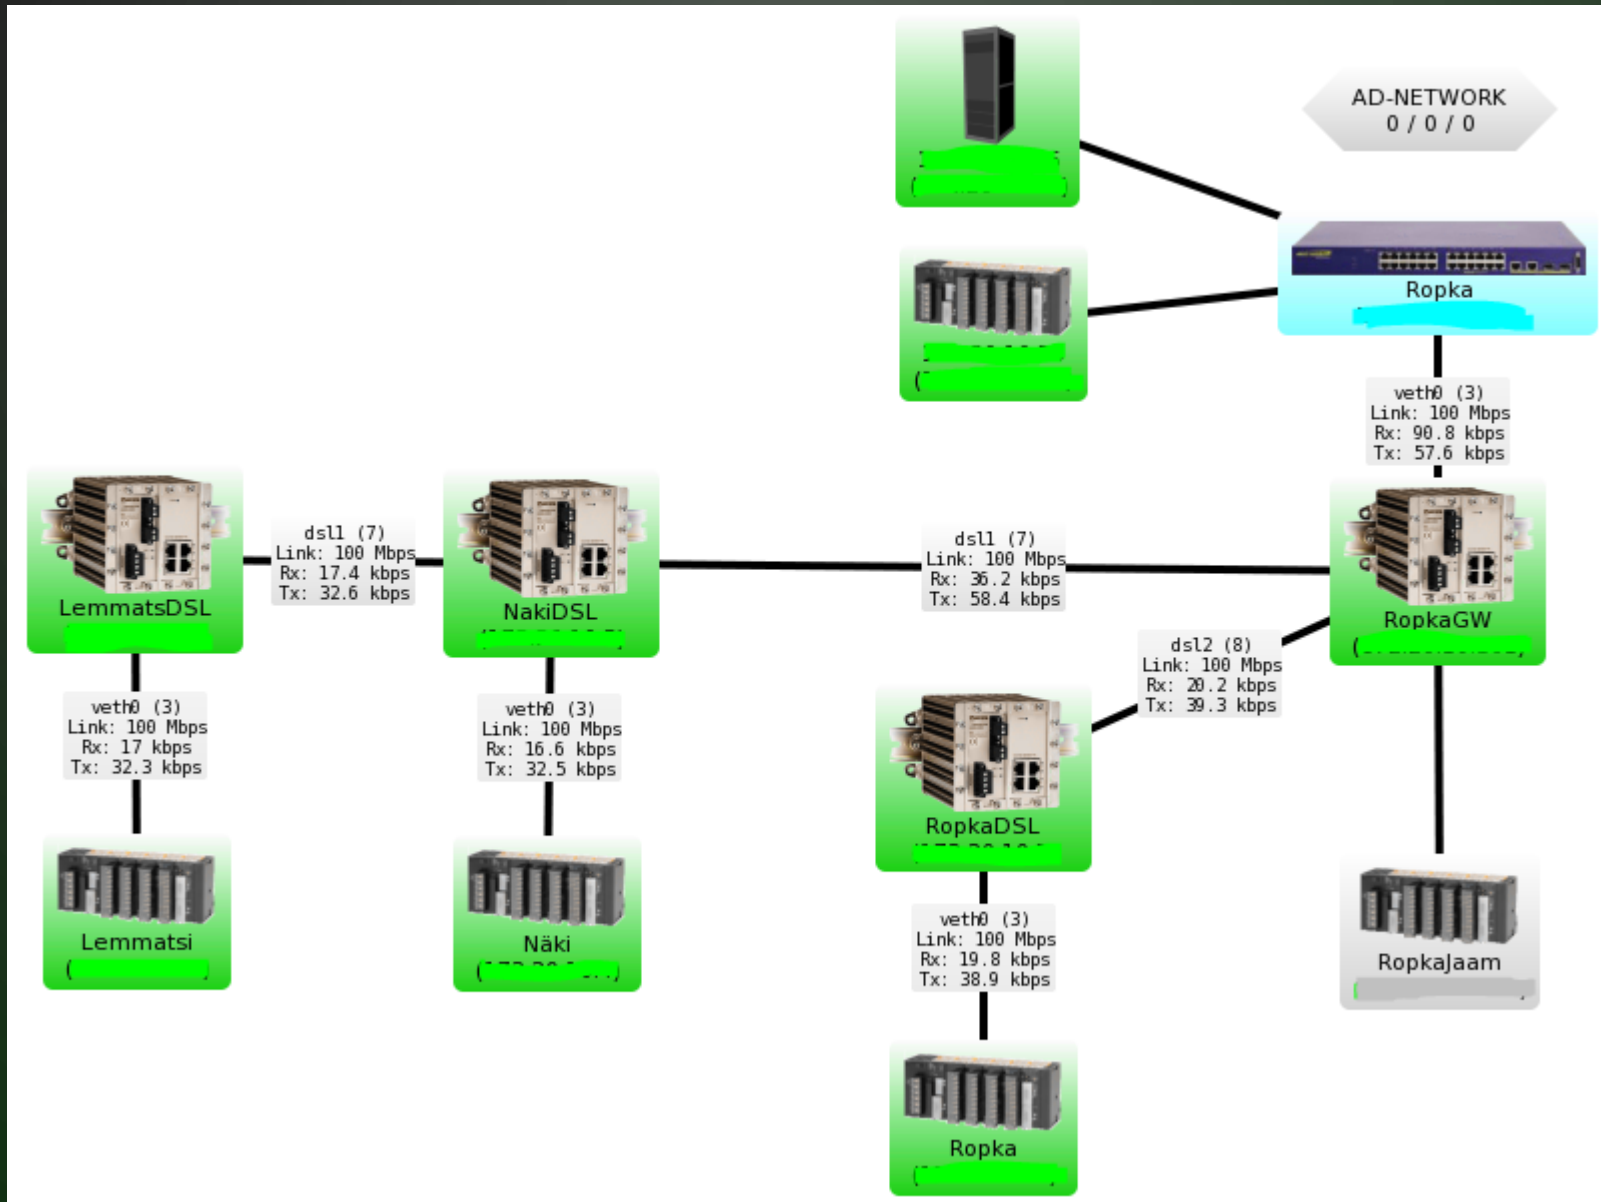 AD-NETWORK
0 / 0 / 0
Ropka
veth0 (3)
Link: 100 Mbps
Rx: 90.8 kbps
Tx: 57.6 kbps
LemmatsDSL
dsl1 (7)
Link: 100 Mbps
Rx: 17.4 kbps
Tx: 32.6 kbps
NakiDSL
dsl1 (7)
Link: 100 Mbps
Rx: 36.2 kbps
Tx: 58.4 kbps
RopkaGW
dsl2 (8)
Link: 100 Mbps
Rx: 20.2 kbps
Tx: 39.3 kbps
veth0 (3)
Link: 100 Mbps
Rx: 17 kbps
Tx: 32.3 kbps
veth0 (3)
Link: 100 Mbps
Rx: 16.6 kbps
Tx: 32.5 kbps
RopkaDSL
Lemmatsi
Näki
veth0 (3)
Link: 100 Mbps
Rx: 19.8 kbps
Tx: 38.9 kbps
RopkaJaam
Ropka